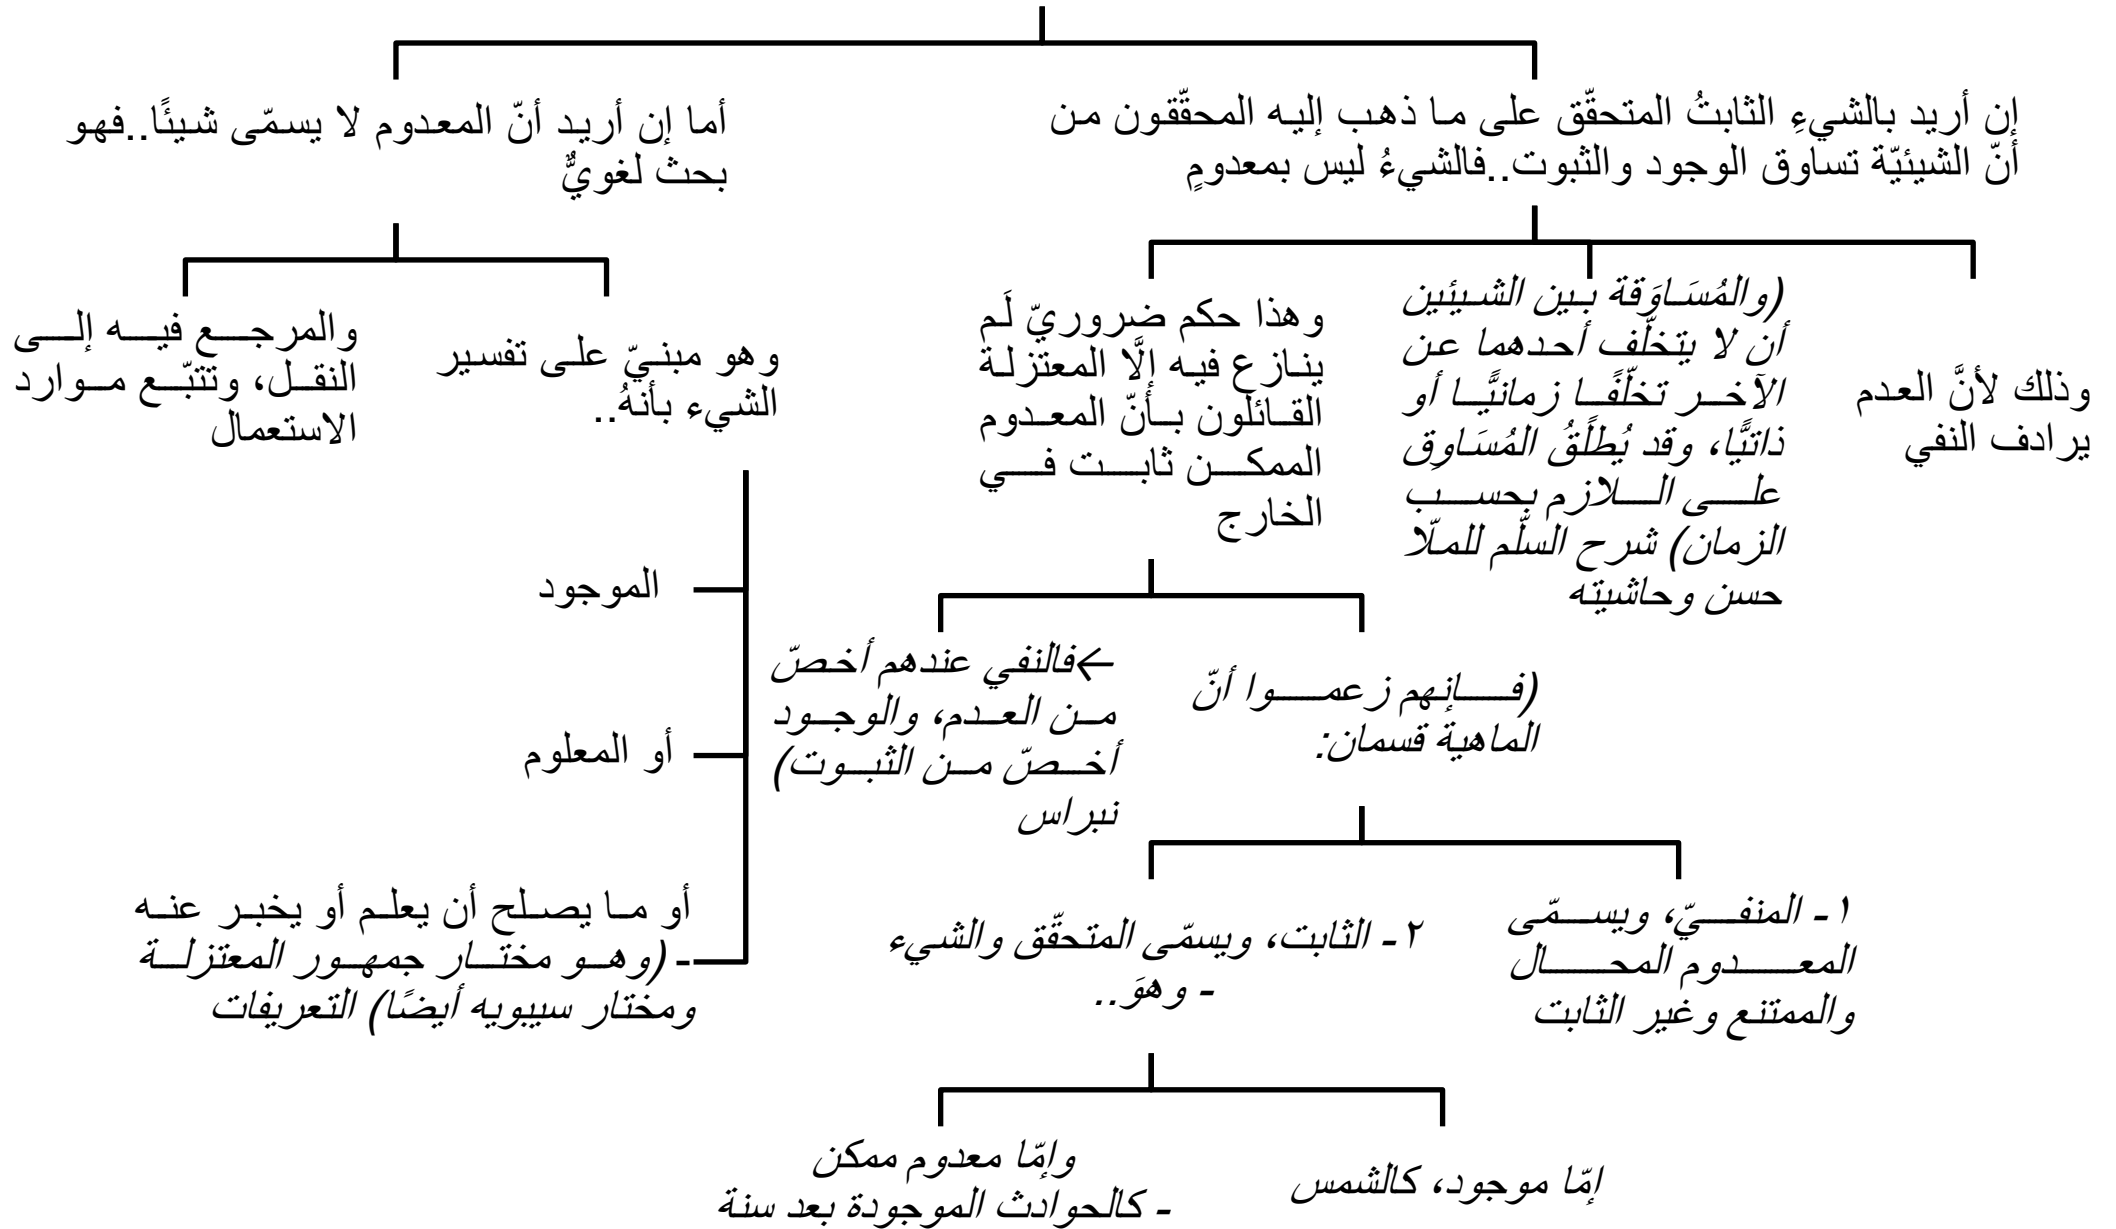 إن أريد بالشيءِ الثابتُ المتحقّق على ما ذهب إليه المحقّقون من
أنّ الشيئيّة تساوق الوجود والثبوت..فالشيءُ ليس بمعدومٍ
أما إن أريد أنّ المعدوم لا يسمّى شيئًا..فهو
بحث لغويٌّ
وذلك لأنَّ العدم
يرادف النفي
(والمُسَاوَقة بين الشيئين
أن لا يتخلّف أحدهما عن
الآخر تخلّفًا زمانيًّا أو
ذاتيًّا، وقد يُطلَقُ المُسَاوِق
على اللازم بحسب
الزمان) شرح السلّم للملّا
حسن وحاشيته
وهذا حكم ضروريّ لَم
ينازع فيه إلَّا المعتزلة
القائلون بأنّ المعدوم
الممكن ثابت في
الخارج
وهو مبنيّ على تفسير
الشيء بأنهُ..
والمرجع فيه إلى
النقل، وتتبّع موارد
الاستعمال
(فإنهم زعموا أنّ
الماهية قسمان:
←فالنفي عندهم أخصّ
من العدم، والوجود
أخصّ من الثبوت)
نبراس
الموجود
أو المعلوم
أو ما يصلح أن يعلم أو يخبر عنه
- (وهو مختار جمهور المعتزلة
ومختار سيبويه أيضًا) التعريفات
١- المنفيّ، ويسمّى
المعدوم المحال
والممتنع وغير الثابت
٢- الثابت، ويسمّى المتحقّق والشيء
- وهوَ..
إمّا موجود، كالشمس
وإمّا معدوم ممكن
- كالحوادث الموجودة بعد سنة